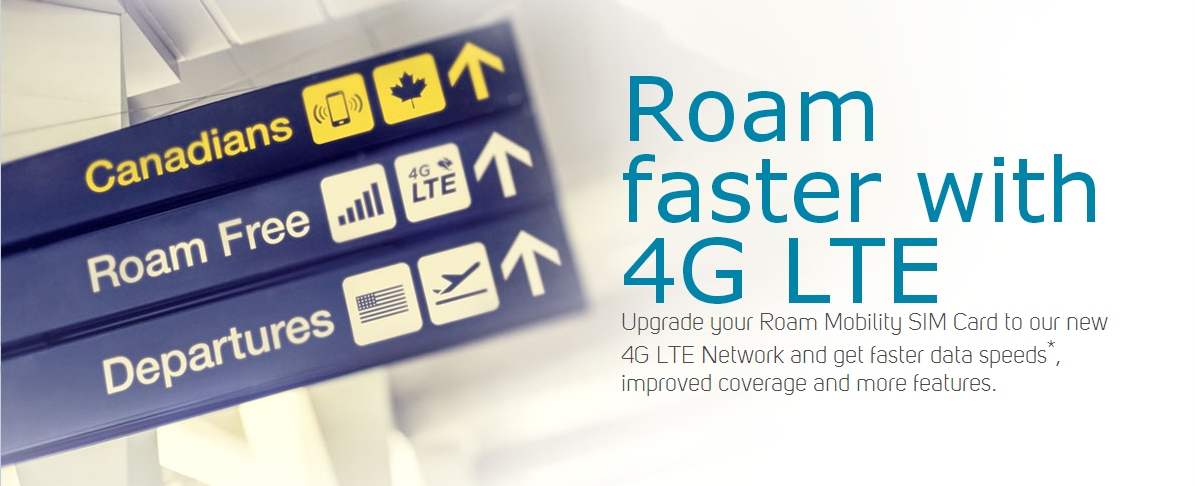 Canadians
Roam Free
4G
LTE
Departures
Roam
faster with
4G LTE
Upgrade your Roam Mobility SIM Card to our new
4G LTE Network and get faster data speeds*,
improved coverage and more features.